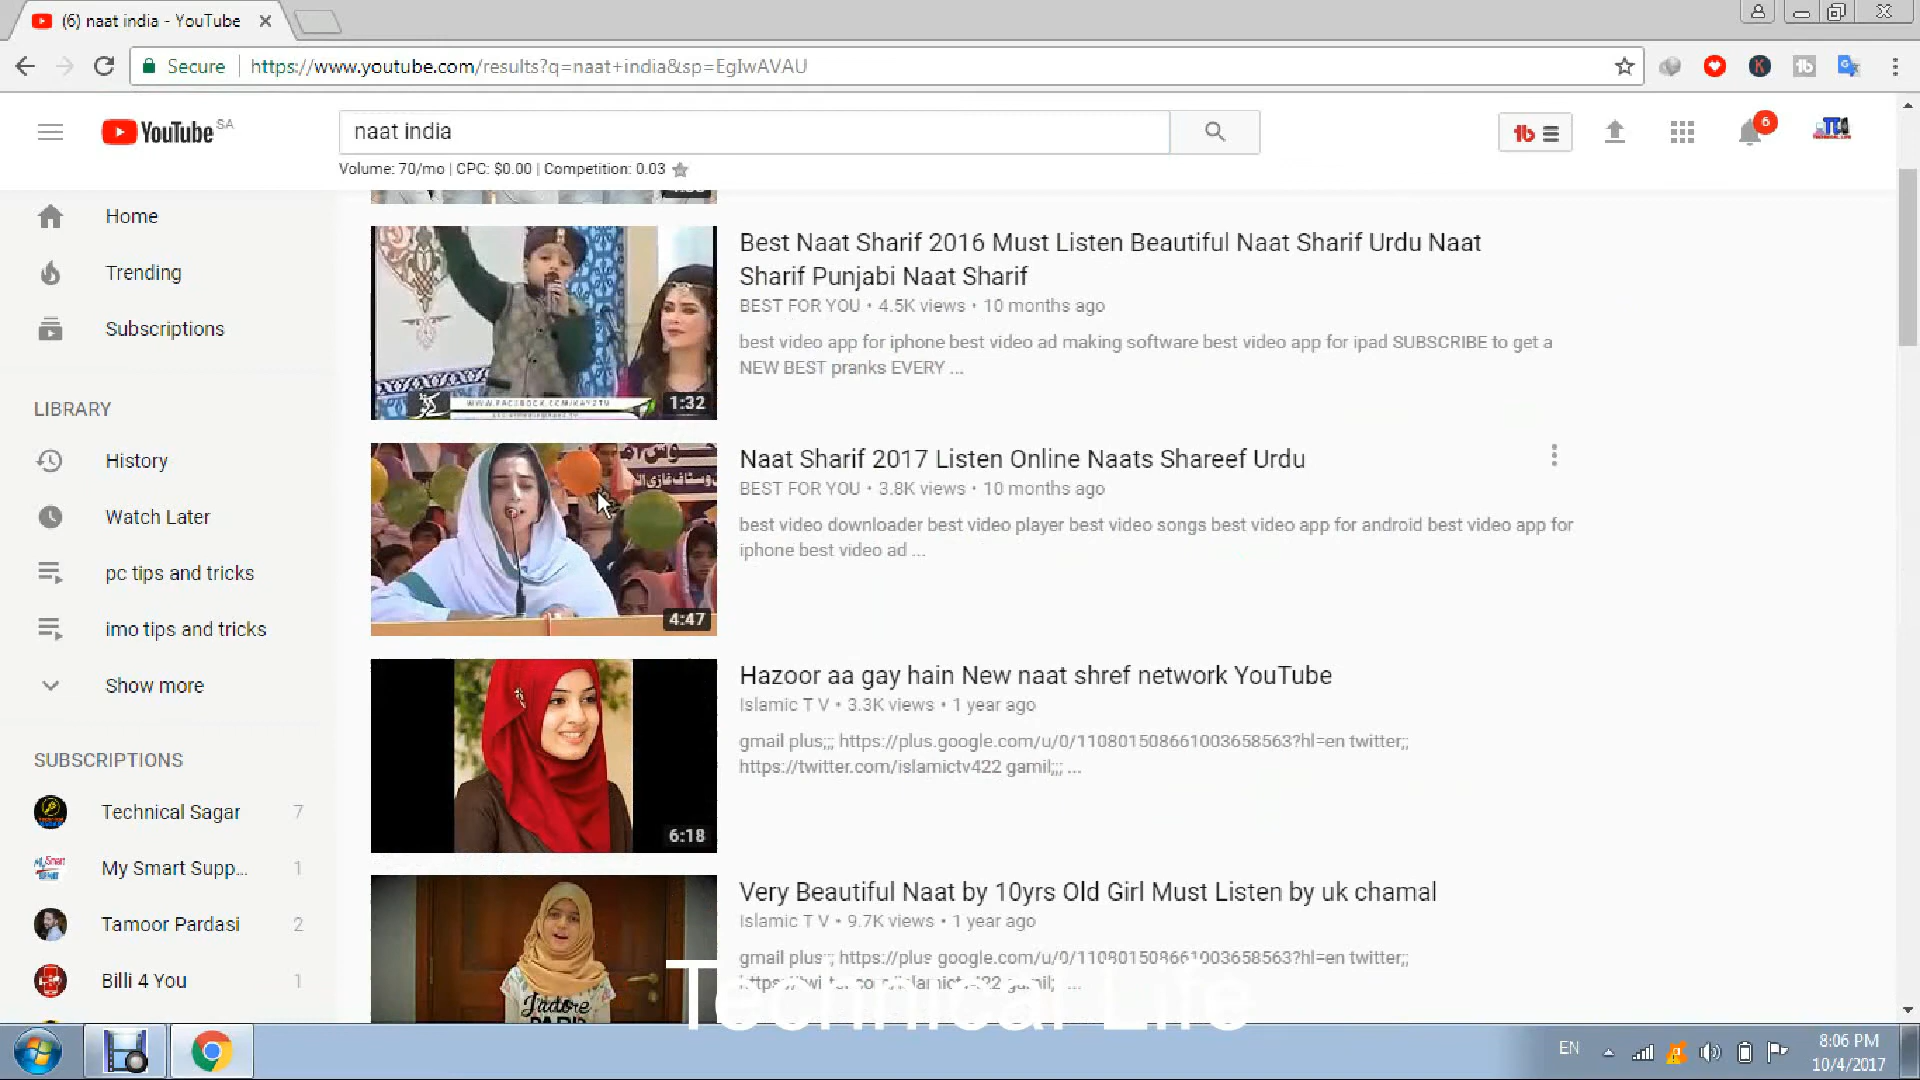 (6) naat india - YouTube
Secure
https://www.youtube.com/results?q=naat+india&sp=EgIwAVAU
YouTube SA
naat india
6
Volume: 70/mo | CPC: $0.00 | Competition: 0.03
Home
Trending
Subscriptions
LIBRARY
History
Watch Later
pc tips and tricks
imo tips and tricks
Show more
SUBSCRIPTIONS
Technical Sagar 7
My Smart Supp... 1
Tamoor Pardasi 2
Billi 4 You 1
WWW.FACEBOOK.COM/KAY2TV
1:32
Best Naat Sharif 2016 Must Listen Beautiful Naat Sharif Urdu Naat
Sharif Punjabi Naat Sharif
BEST FOR YOU • 4.5K views • 10 months ago
best video app for iphone best video ad making software best video app for ipad SUBSCRIBE to get a
NEW BEST pranks EVERY ...
4:47
Naat Sharif 2017 Listen Online Naats Shareef Urdu
BEST FOR YOU • 3.8K views • 10 months ago
best video downloader best video player best video songs best video app for android best video app for
iphone best video ad ...
6:18
Hazoor aa gay hain New naat shref network YouTube
Islamic T V • 3.3K views • 1 year ago
gmail plus;;; https://plus.google.com/u/0/110801508661003658563?hl=en twitter;;
https://twitter.com/islamictv422 gamil;;; ...
J'adore
PARIS
Very Beautiful Naat by 10yrs Old Girl Must Listen by uk chamal
Islamic T V • 9.7K views • 1 year ago
gmail plus;;; https://plus.google.com/u/0/110801508661003658563?hl=en twitter;;
Technical Life
EN
8:06 PM
10/4/2017